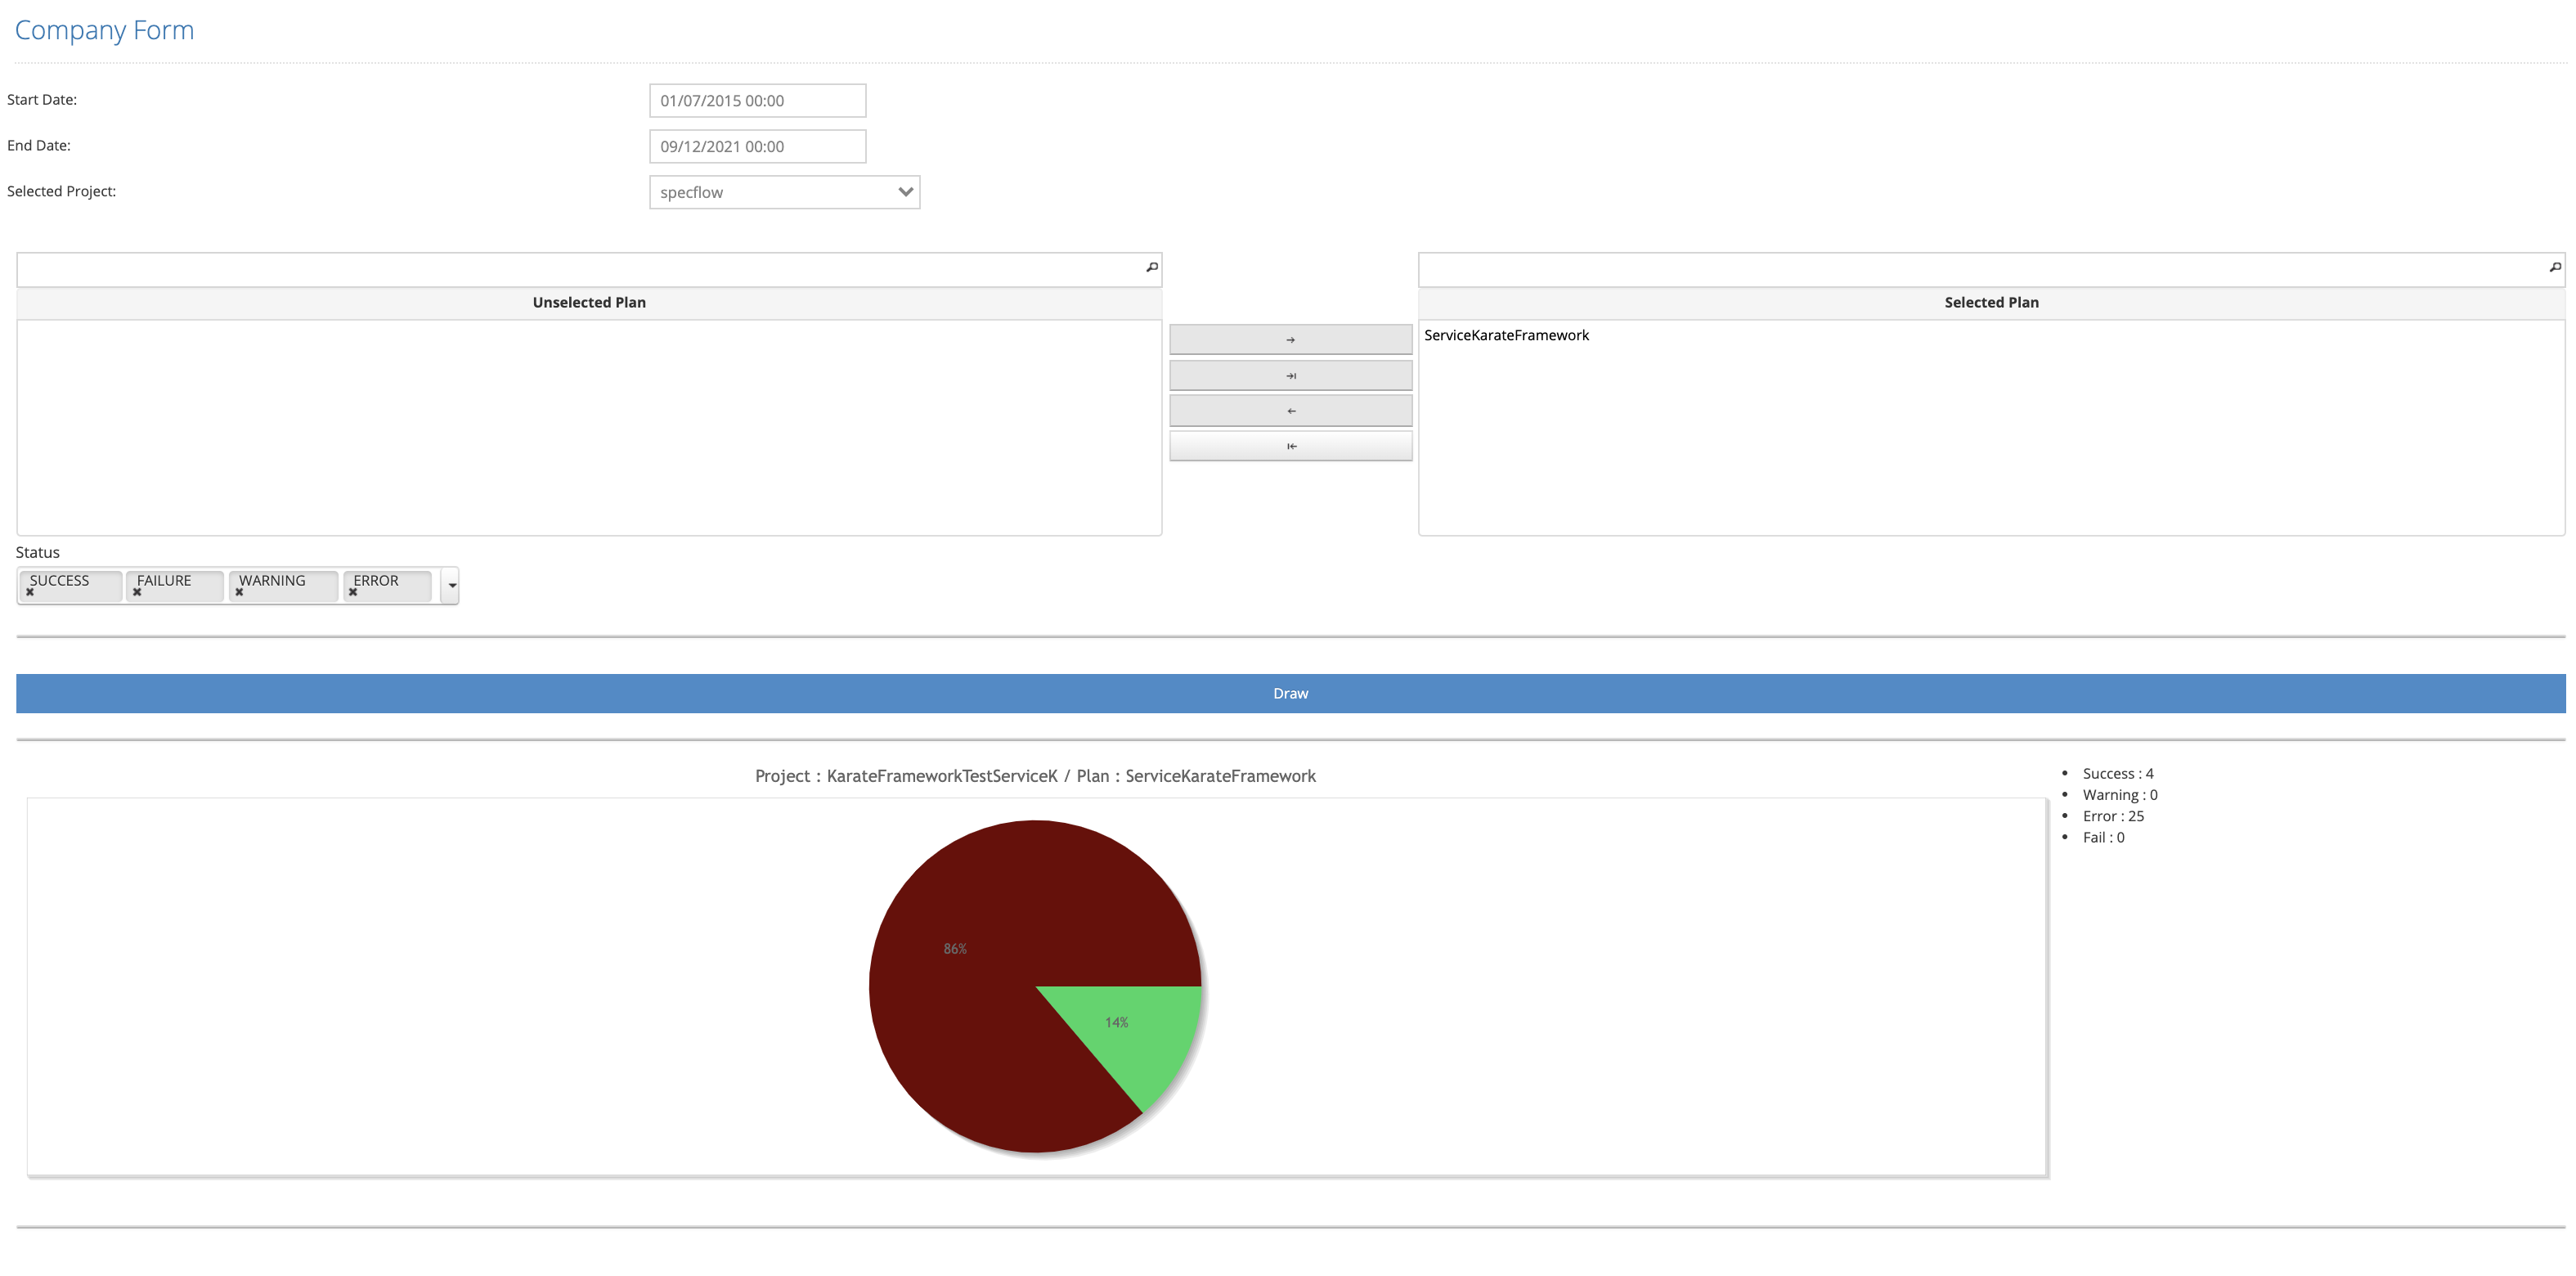 Company Form
Start Date:
01/07/2015 00:00
End Date:
09/12/2021 00:00
Selected Project:
specflow
Unselected Plan
Selected Plan
ServiceKarateFramework
Status
SUCCESS FAILURE WARNING ERROR
Draw
Project : KarateFrameworkTestServiceK / Plan : ServiceKarateFramework
Success : 4
Warning : 0
Error : 25
Fail : 0
86%
14%